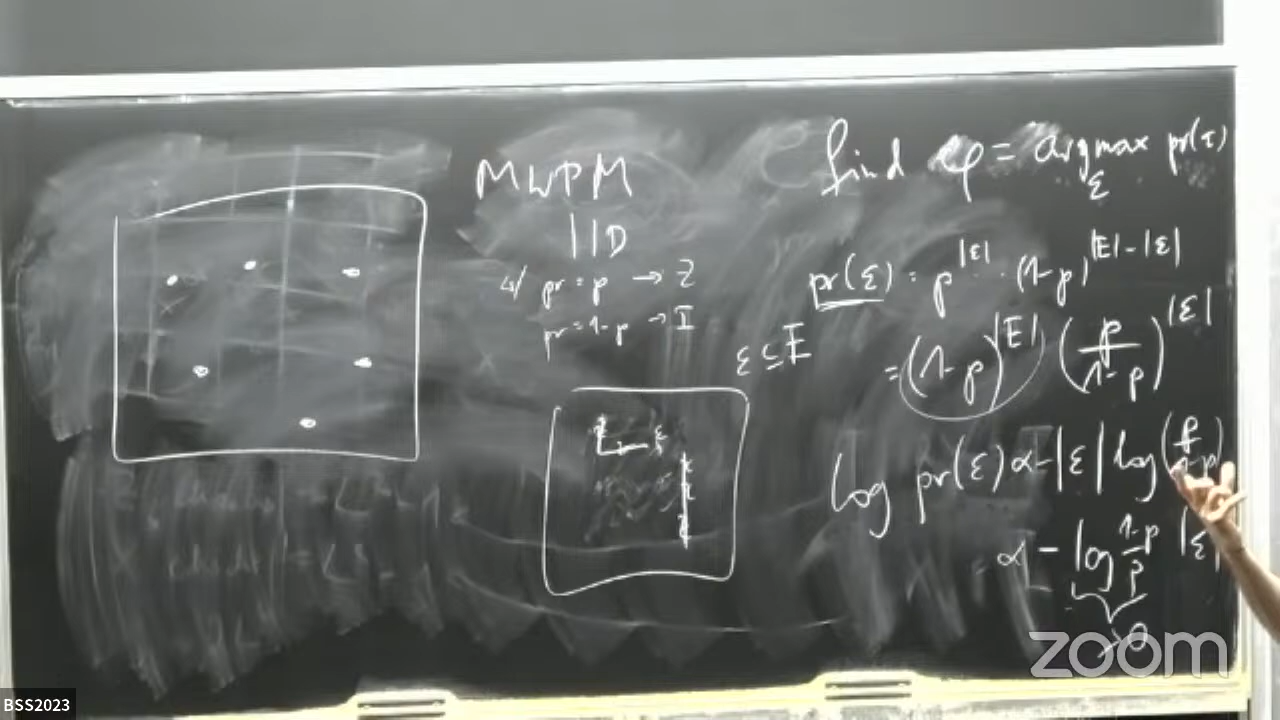 MWPM
IID
w/ pr = p → Z
pr = 1-p → I
find φ = argmax pr(ε)
ε
pr(ε) = p^|ε| · (1-p)^|E|-|ε|
ε ⊆ E
= (1-p)^|E| (p/1-p)^|ε|
log pr(ε) α - |ε| log(p/1-p)
α - log 1-p/p |ε|
>0
zoom
BSS2023